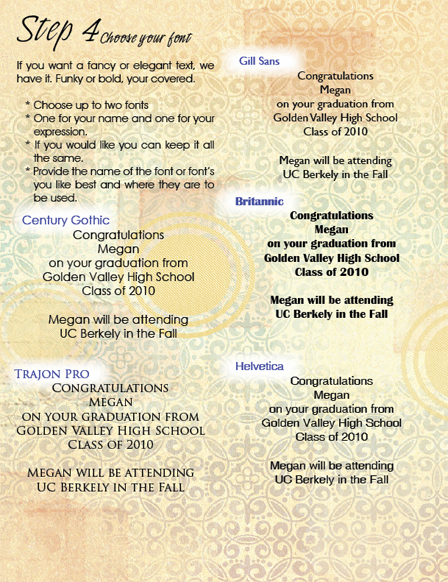 Step 4 Choose your font
If you want a fancy or elegant text, we
have it. Funky or bold, your covered.
* Choose up to two fonts
* One for your name and one for your
expression.
* If you would like you can keep it all
the same.
* Provide the name of the font or font's
you like best and where they are to
be used.
Century Gothic
Congratulations
Megan
on your graduation from
Golden Valley High School
Class of 2010
Megan will be attending
UC Berkely in the Fall
Trajon Pro
Congratulations
Megan
on your graduation from
Golden Valley High School
Class of 2010
Megan will be attending
UC Berkely in the Fall
Gill Sans
Congratulations
Megan
on your graduation from
Golden Valley High School
Class of 2010
Megan will be attending
UC Berkely in the Fall
Britannic
Congratulations
Megan
on your graduation from
Golden Valley High School
Class of 2010
Megan will be attending
UC Berkely in the Fall
Helvetica
Congratulations
Megan
on your graduation from
Golden Valley High School
Class of 2010
Megan will be attending
UC Berkely in the Fall